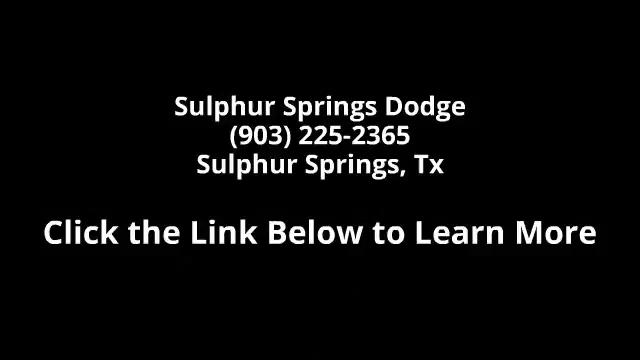 Sulphur Springs Dodge
(903) 225-2365
Sulphur Springs, Tx
Click the Link Below to Learn More